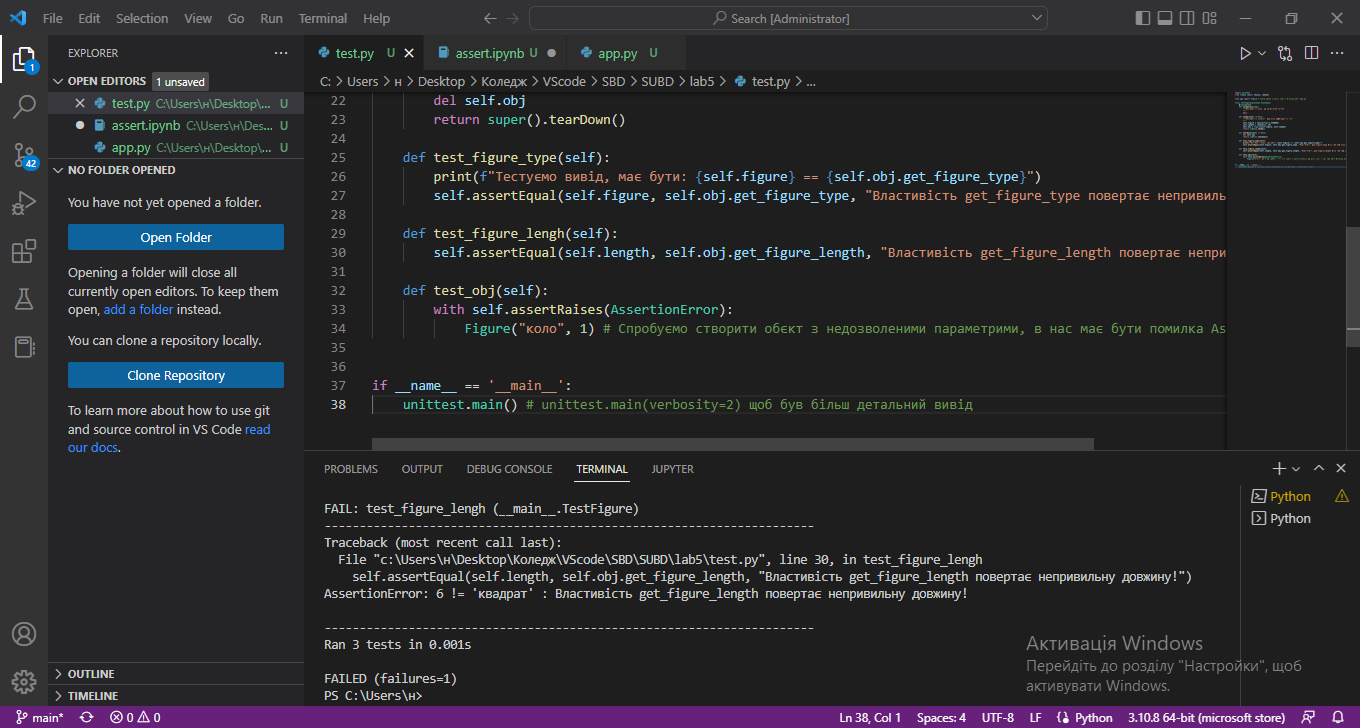 File Edit Selection View Go Run Terminal Help Search [Administrator]
EXPLORER
OPEN EDITORS 1 unsaved
test.py C:\Users\н\Desktop\... U
assert.ipynb C:\Users\н\Des... U
app.py C:\Users\н\Desktop\... U
NO FOLDER OPENED
You have not yet opened a folder.
Open Folder
Opening a folder will close all
currently open editors. To keep them
open, add a folder instead.
You can clone a repository locally.
Clone Repository
To learn more about how to use git
and source control in VS Code read
our docs.
OUTLINE
TIMELINE
1
42
test.py U assert.ipynb U app.py U
C: > Users > н > Desktop > Коледж > VScode > SBD > SUBD > lab5 > test.py > ...
22 del self.obj
23 return super().tearDown()
24
25 def test_figure_type(self):
26 print(f"Тестуємо вивід, має бути: {self.figure} == {self.obj.get_figure_type}")
27 self.assertEqual(self.figure, self.obj.get_figure_type, "Властивість get_figure_type повертає непривиль
28
29 def test_figure_lengh(self):
30 self.assertEqual(self.length, self.obj.get_figure_length, "Властивість get_figure_length повертає непри
31
32 def test_obj(self):
33 with self.assertRaises(AssertionError):
34 Figure("коло", 1) # Спробуємо створити обєкт з недозволеними параметрими, в нас має бути помилка As
35
36
37 if __name__ == '__main__':
38 unittest.main() # unittest.main(verbosity=2) щоб був більш детальний вивід
PROBLEMS OUTPUT DEBUG CONSOLE TERMINAL JUPYTER
FAIL: test_figure_lengh (__main__.TestFigure)
----------------------------------------------------------------------
Traceback (most recent call last):
File "c:\Users\н\Desktop\Коледж\VScode\SBD\SUBD\lab5\test.py", line 30, in test_figure_lengh
self.assertEqual(self.length, self.obj.get_figure_length, "Властивість get_figure_length повертає непривильну довжину!")
AssertionError: 6 != 'квадрат' : Властивість get_figure_length повертає непривильну довжину!
----------------------------------------------------------------------
Ran 3 tests in 0.001s
FAILED (failures=1)
PS C:\Users\н>
Python
Python
Активація Windows
Перейдіть до розділу "Настройки", щоб
активувати Windows.
main* 0 0 Ln 38, Col 1 Spaces: 4 UTF-8 LF Python 3.10.8 64-bit (microsoft store)